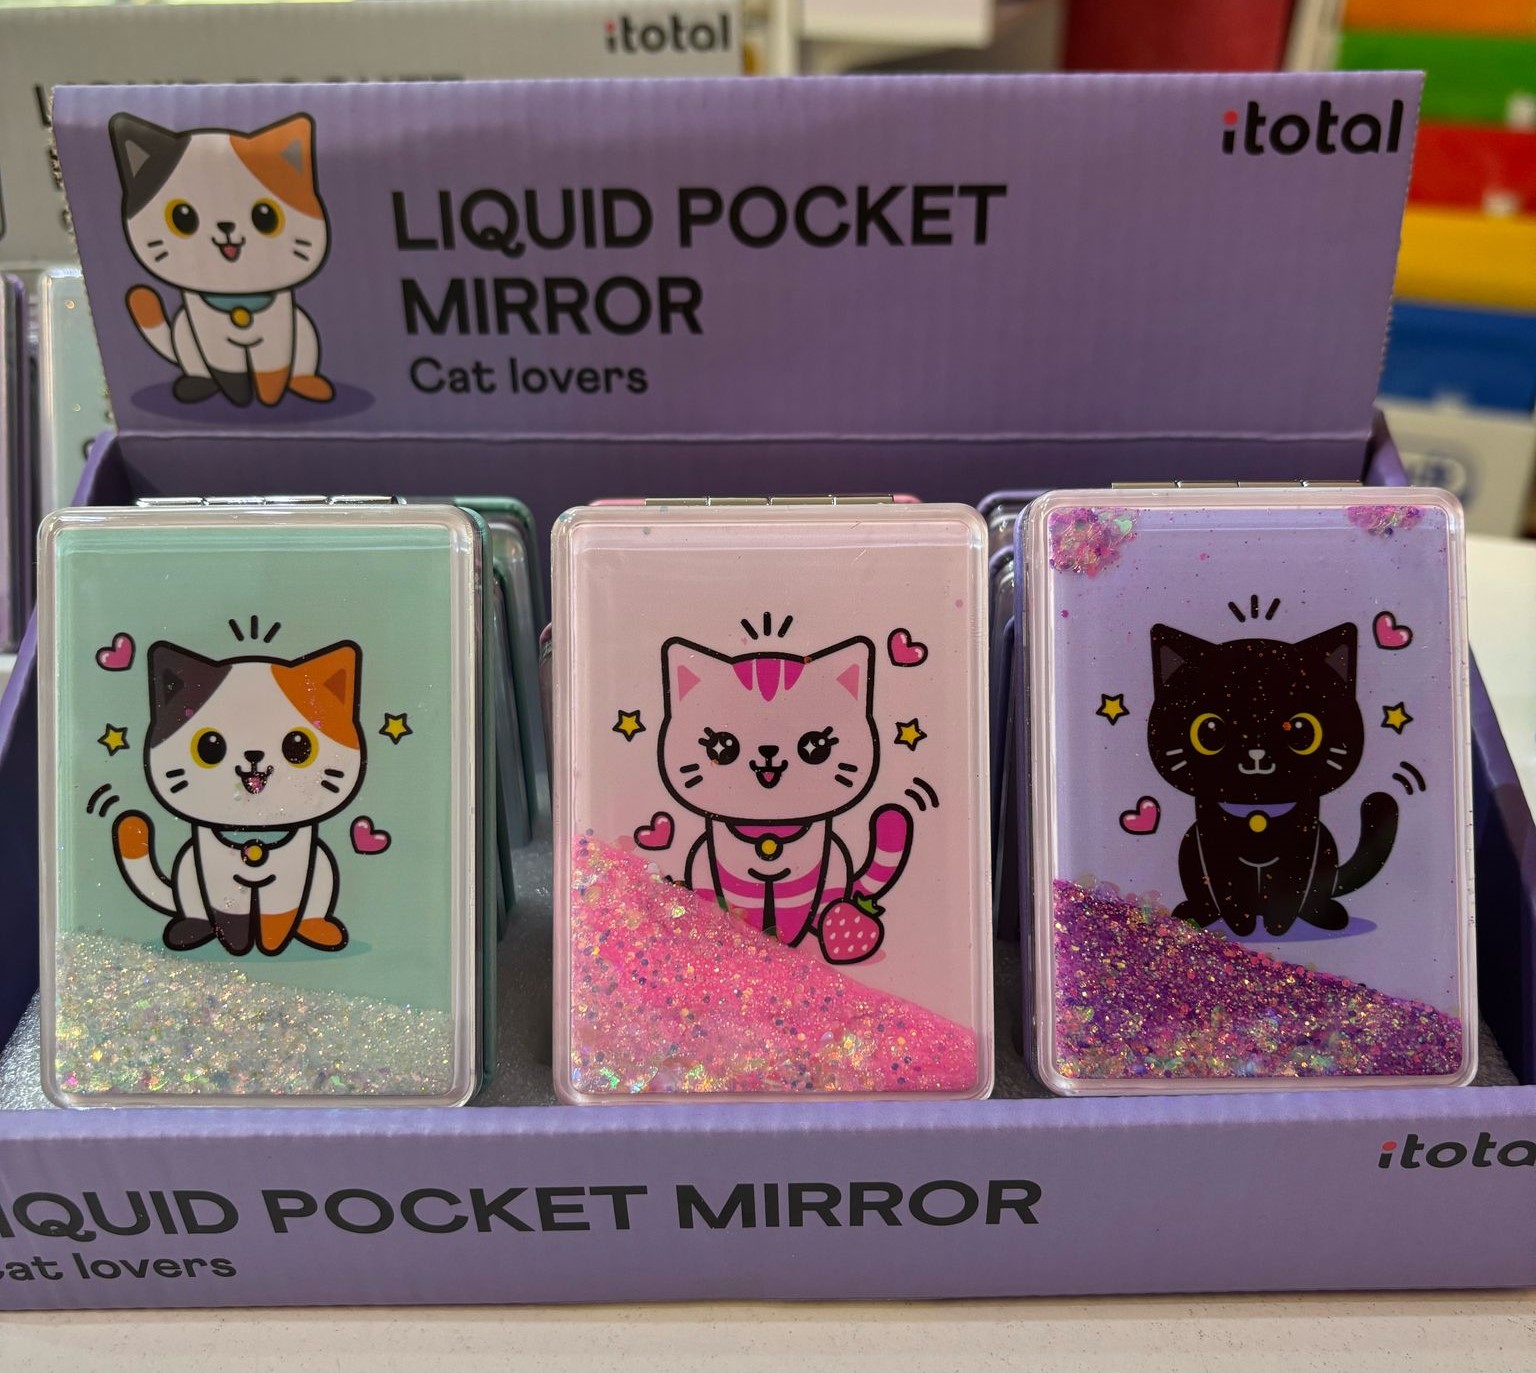 itotal
itotal
LIQUID POCKET
MIRROR
Cat lovers
itota
IQUID POCKET MIRROR
at lovers